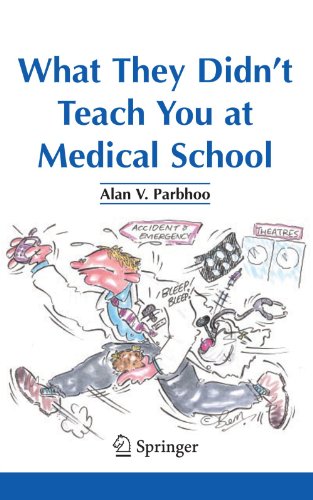 What They Didn't
Teach You at
Medical School
Alan V. Parbhoo
ACCIDENT &
EMERGENCY
THEATRES
BLEEP!
BLEEP!
Springer